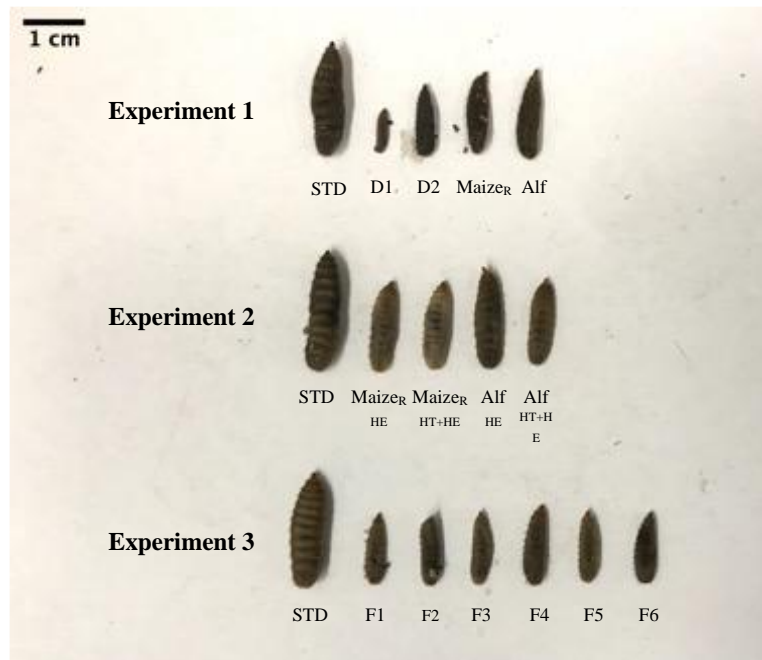 1 cm
Experiment 1
STD D1 D2 MaizeR Alf
Experiment 2
STD MaizeR MaizeR Alf Alf
HE HT+HE HE HT+H
E
Experiment 3
STD F1 F2 F3 F4 F5 F6